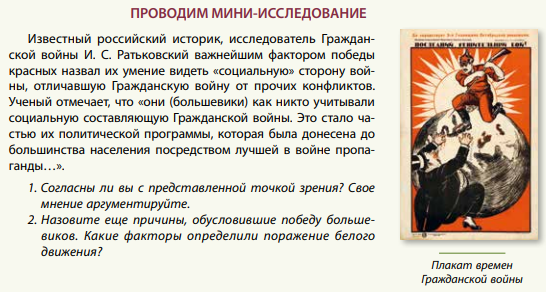 ПРОВОДИМ МИНИ-ИССЛЕДОВАНИЕ
Известный российский историк, исследователь Граждан-
ской войны И. С. Ратьковский важнейшим фактором победы
красных назвал их умение видеть «социальную» сторону вой-
ны, отличавшую Гражданскую войну от прочих конфликтов.
Ученый отмечает, что «они (большевики) как никто учитывали
социальную составляющую Гражданской войны. Это стало ча-
стью их политической программы, которая была донесена до
большинства населения посредством лучшей в войне пропа-
ганды…».
1. Согласны ли вы с представленной точкой зрения? Свое
мнение аргументируйте.
2. Назовите еще причины, обусловившие победу больше-
виков. Какие факторы определили поражение белого
движения?
ПОСЛЕДНИЙ, РЕШИТЕЛЬНЫЙ БОЙ!
Плакат времен
Гражданской войны